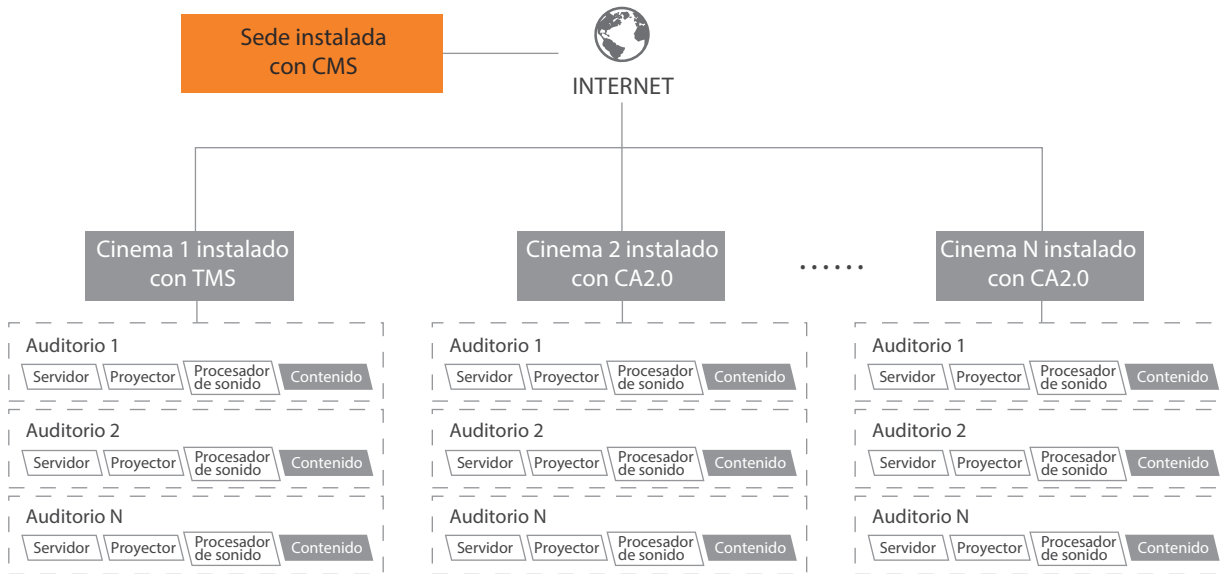 Sede instalada
con CMS
INTERNET
Cinema 1 instalado
con TMS
Cinema 2 instalado
con CA2.0
......
Cinema N instalado
con CA2.0
Auditorio 1
Servidor Proyector Procesador
de sonido Contenido
Auditorio 2
Servidor Proyector Procesador
de sonido Contenido
Auditorio N
Servidor Proyector Procesador
de sonido Contenido
Auditorio 1
Servidor Proyector Procesador
de sonido Contenido
Auditorio 2
Servidor Proyector Procesador
de sonido Contenido
Auditorio N
Servidor Proyector Procesador
de sonido Contenido
Auditorio 1
Servidor Proyector Procesador
de sonido Contenido
Auditorio 2
Servidor Proyector Procesador
de sonido Contenido
Auditorio N
Servidor Proyector Procesador
de sonido Contenido